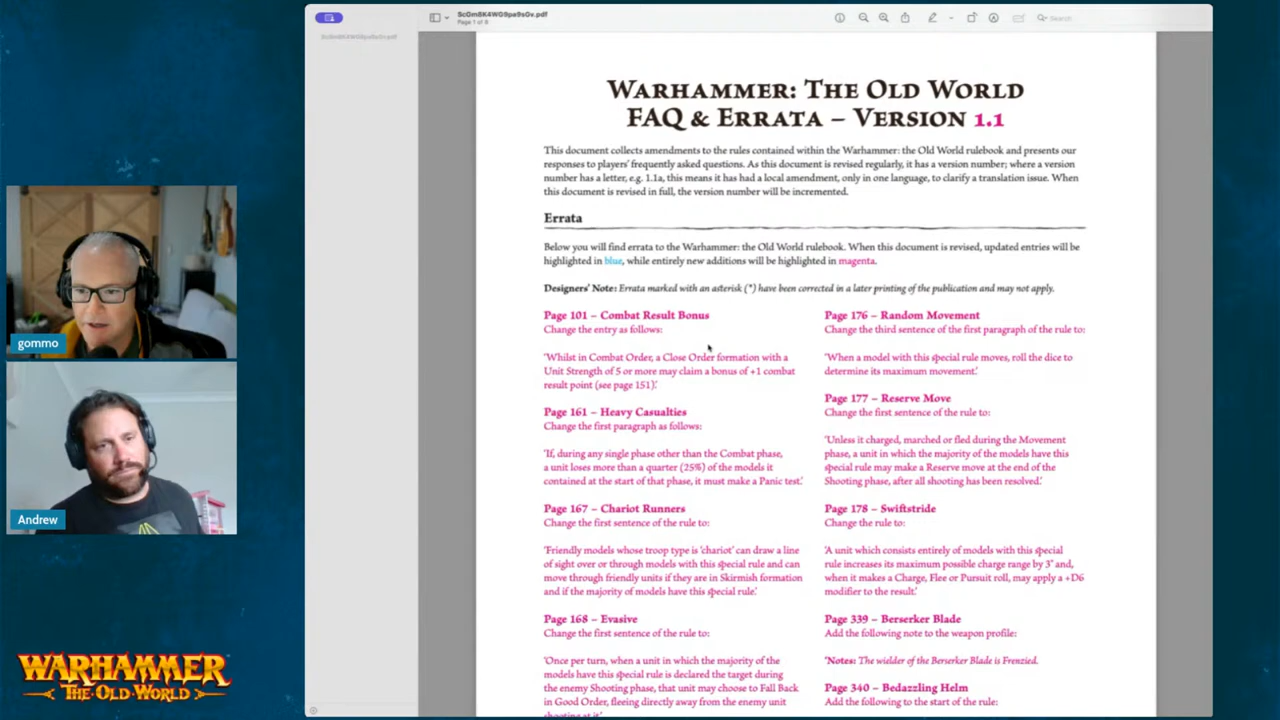 ScGm8K4WG9pa9sGv.pdf
Page 1 of 8
Search
WARHAMMER: THE OLD WORLD
FAQ & ERRATA – VERSION 1.1
This document collects amendments to the rules contained within the Warhammer: the Old World rulebook and presents our
responses to players' frequently asked questions. As this document is revised regularly, it has a version number; where a version
number has a letter, e.g. 1.1a, this means it has had a local amendment, only in one language, to clarify a translation issue. When
this document is revised in full, the version number will be incremented.
Errata
Below you will find errata to the Warhammer: the Old World rulebook. When this document is revised, updated entries will be
highlighted in blue, while entirely new additions will be highlighted in magenta.
Designers' Note: Errata marked with an asterisk (*) have been corrected in a later printing of the publication and may not apply.
Page 101 – Combat Result Bonus
Change the entry as follows:
'Whilst in Combat Order, a Close Order formation with a
Unit Strength of 5 or more may claim a bonus of +1 combat
result point (see page 151).'
Page 161 – Heavy Casualties
Change the first paragraph as follows:
'If, during any single phase other than the Combat phase,
a unit loses more than a quarter (25%) of the models it
contained at the start of that phase, it must make a Panic test.'
Page 167 – Chariot Runners
Change the first sentence of the rule to:
'Friendly models whose troop type is 'chariot' can draw a line
of sight over or through models with this special rule and can
move through friendly units if they are in Skirmish formation
and if the majority of models have this special rule.'
Page 168 – Evasive
Change the first sentence of the rule to:
'Once per turn, when a unit in which the majority of the
models have this special rule is declared the target during
the enemy Shooting phase, that unit may choose to Fall Back
in Good Order, fleeing directly away from the enemy unit
shooting at it.'
Page 176 – Random Movement
Change the third sentence of the first paragraph of the rule to:
'When a model with this special rule moves, roll the dice to
determine its maximum movement.'
Page 177 – Reserve Move
Change the first sentence of the rule to:
'Unless it charged, marched or fled during the Movement
phase, a unit in which the majority of the models have this
special rule may make a Reserve move at the end of the
Shooting phase, after all shooting has been resolved.'
Page 178 – Swiftstride
Change the rule to:
'A unit which consists entirely of models with this special
rule increases its maximum possible charge range by 3" and,
when it makes a Charge, Flee or Pursuit roll, may apply a +D6
modifier to the result.'
Page 339 – Berserker Blade
Add the following note to the weapon profile:
'Notes: The wielder of the Berserker Blade is Frenzied.
Page 340 – Bedazzling Helm
Add the following to the start of the rule:
gommo
Andrew
WARHAMMER
THE OLD WORLD